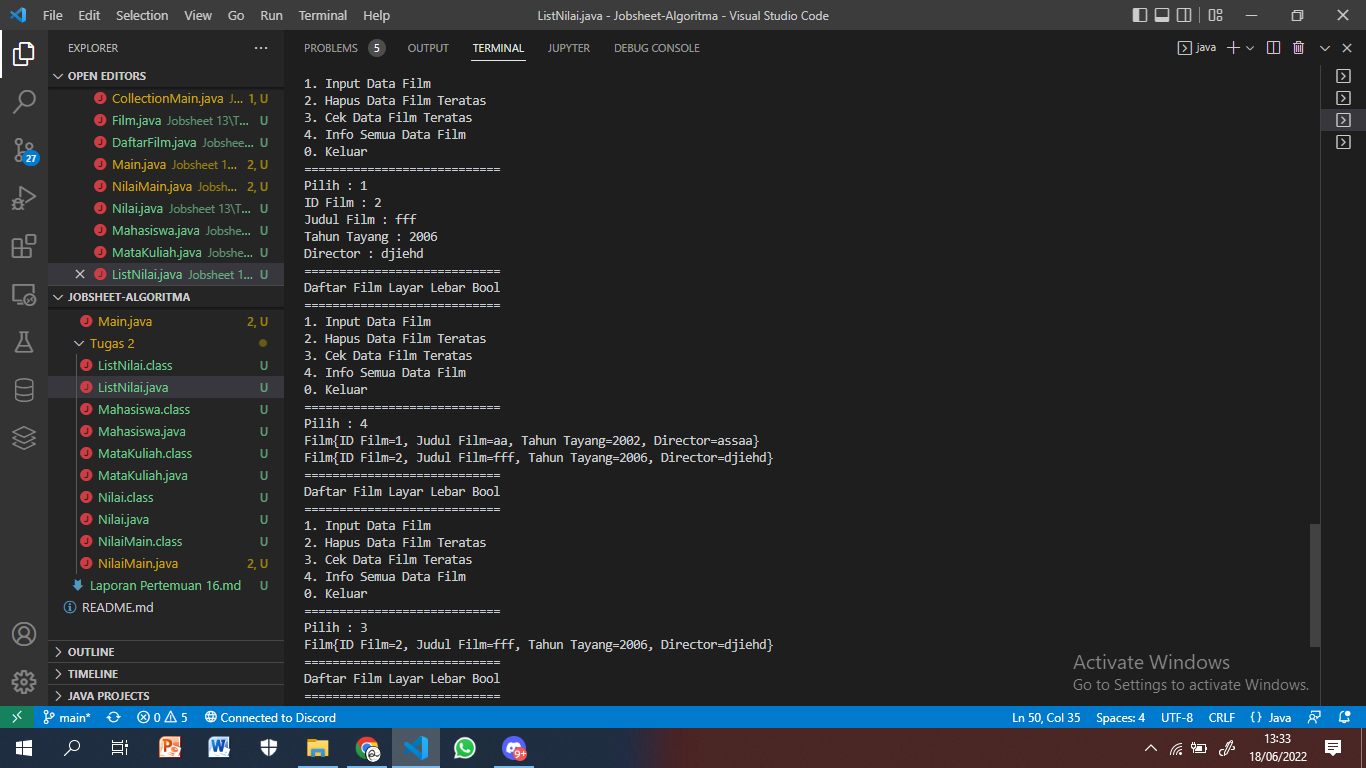 File Edit Selection View Go Run Terminal Help
ListNilai.java - Jobsheet-Algoritma - Visual Studio Code
EXPLORER
OPEN EDITORS
CollectionMain.java J... 1, U
Film.java Jobsheet 13\T... U
DaftarFilm.java Jobshee... U
Main.java Jobsheet 1... 2, U
NilaiMain.java Jobsh... 2, U
Nilai.java Jobsheet 13\T... U
Mahasiswa.java Jobshe... U
MataKuliah.java Jobshe... U
ListNilai.java Jobsheet 1... U
JOBSHEET-ALGORITMA
Main.java 2, U
Tugas 2
ListNilai.class U
ListNilai.java U
Mahasiswa.class U
Mahasiswa.java U
MataKuliah.class U
MataKuliah.java U
Nilai.class U
Nilai.java U
NilaiMain.class U
NilaiMain.java 2, U
Laporan Pertemuan 16.md U
README.md
OUTLINE
TIMELINE
JAVA PROJECTS
27
PROBLEMS 5 OUTPUT TERMINAL JUPYTER DEBUG CONSOLE
java
1. Input Data Film
2. Hapus Data Film Teratas
3. Cek Data Film Teratas
4. Info Semua Data Film
0. Keluar
============================
Pilih : 1
ID Film : 2
Judul Film : fff
Tahun Tayang : 2006
Director : djiehd
============================
Daftar Film Layar Lebar Bool
============================
1. Input Data Film
2. Hapus Data Film Teratas
3. Cek Data Film Teratas
4. Info Semua Data Film
0. Keluar
============================
Pilih : 4
Film{ID Film=1, Judul Film=aa, Tahun Tayang=2002, Director=assaa}
Film{ID Film=2, Judul Film=fff, Tahun Tayang=2006, Director=djiehd}
============================
Daftar Film Layar Lebar Bool
============================
1. Input Data Film
2. Hapus Data Film Teratas
3. Cek Data Film Teratas
4. Info Semua Data Film
0. Keluar
============================
Pilih : 3
Film{ID Film=2, Judul Film=fff, Tahun Tayang=2006, Director=djiehd}
============================
Daftar Film Layar Lebar Bool
============================
Activate Windows
Go to Settings to activate Windows.
main* 0 5 Connected to Discord
Ln 50, Col 35 Spaces: 4 UTF-8 CRLF {} Java
9+
13:33
18/06/2022